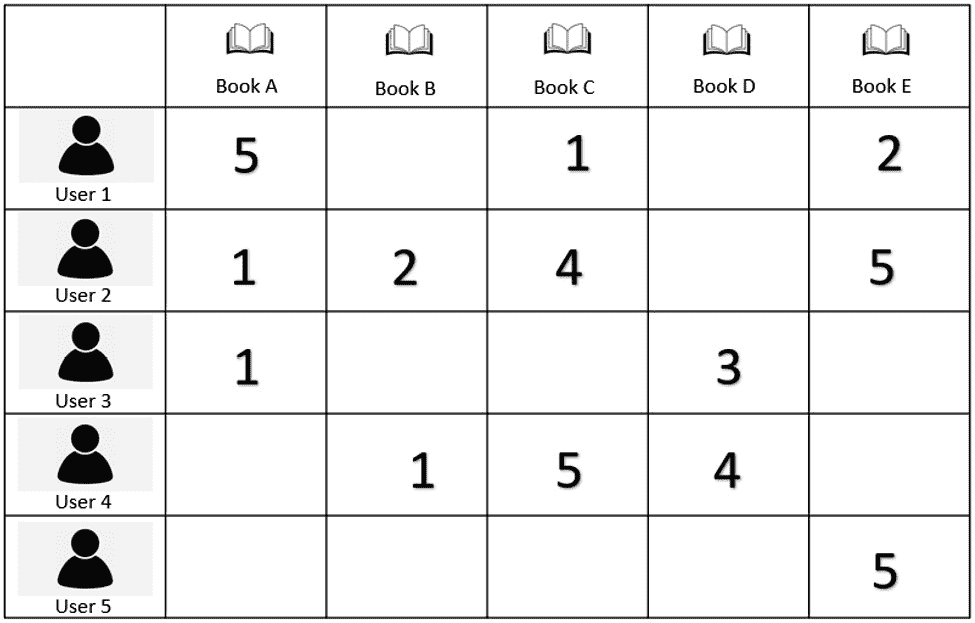 Book A Book B Book C Book D Book E
5 1 2
User 1
1 2 4 5
User 2
1 3
User 3
1 5 4
User 4
5
User 5